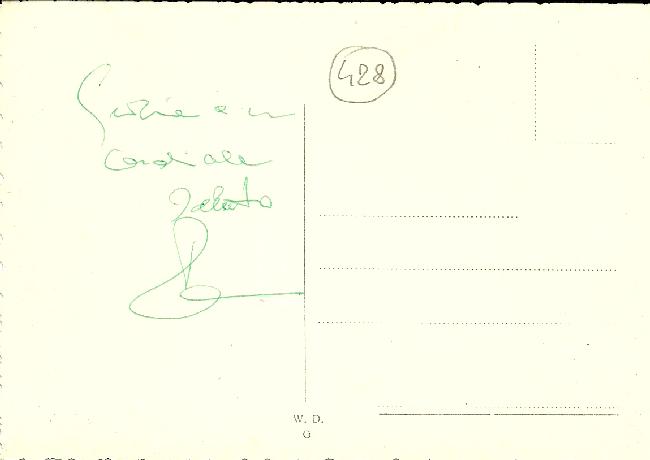 428
Grazie e un
cordiale
saluto
W. D.
G